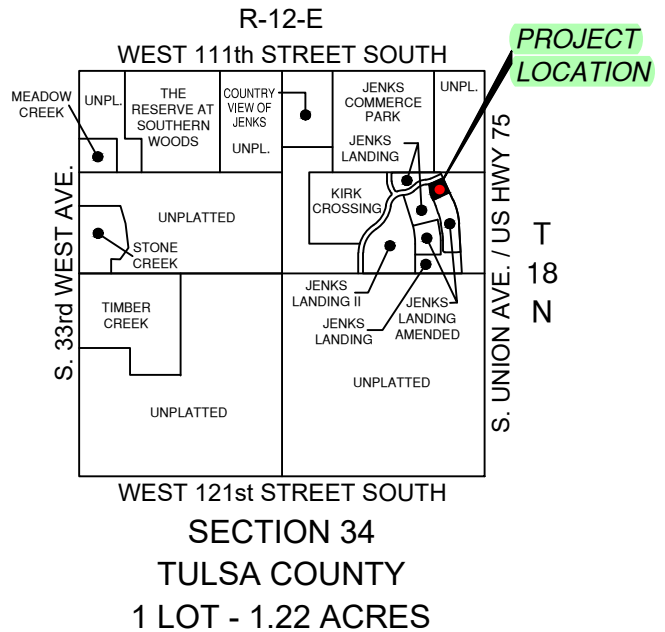 R-12-E
WEST 111th STREET SOUTH
PROJECT
LOCATION
MEADOW
CREEK
UNPL.
THE
RESERVE AT
SOUTHERN
WOODS
COUNTRY
VIEW OF
JENKS
UNPL.
JENKS
COMMERCE
PARK
UNPL.
JENKS
LANDING
S. 33rd WEST AVE.
S. UNION AVE. / US HWY 75
T
18
N
UNPLATTED
STONE
CREEK
KIRK
CROSSING
TIMBER
CREEK
JENKS
LANDING II
JENKS
LANDING
JENKS
LANDING
AMENDED
UNPLATTED
UNPLATTED
WEST 121st STREET SOUTH
SECTION 34
TULSA COUNTY
1 LOT - 1.22 ACRES